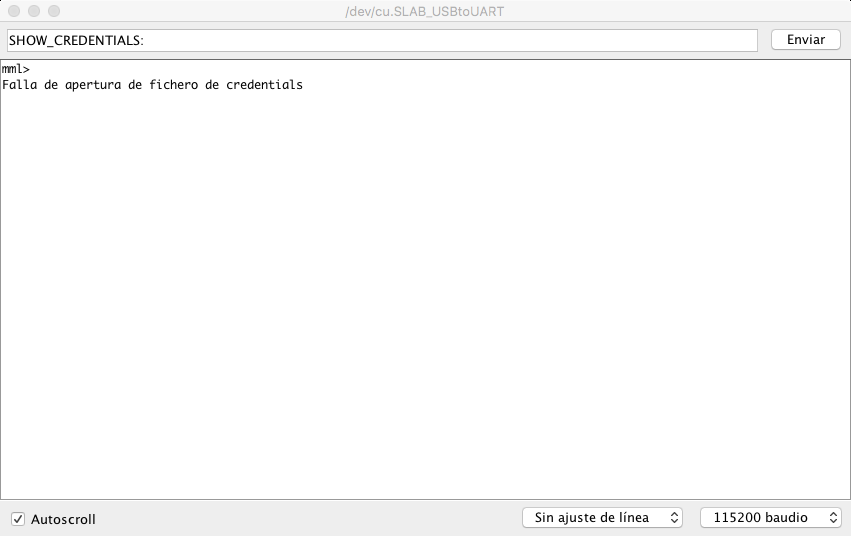 /dev/cu.SLAB_USBtoUART
SHOW_CREDENTIALS:
Enviar
mml>
Falla de apertura de fichero de credentials
Autoscroll
Sin ajuste de línea
115200 baudio